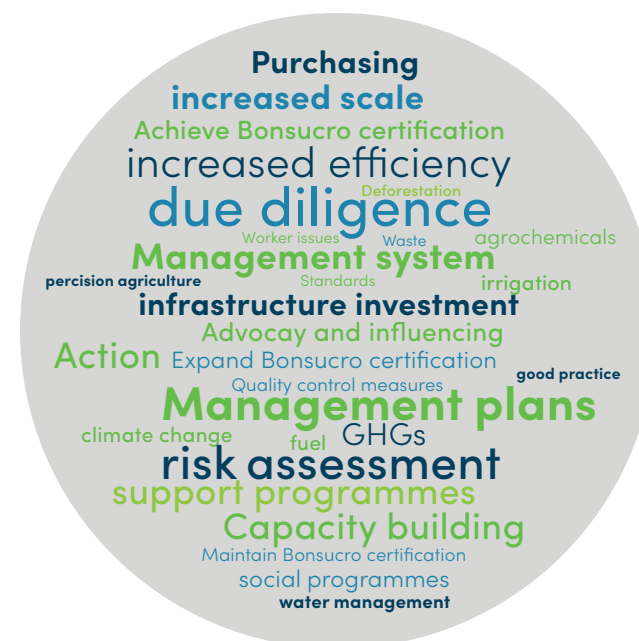 Purchasing
increased scale
Achieve Bonsucro certification
increased efficiency
Deforestation
due diligence
Worker issues
Waste
agrochemicals
Management system
percision agriculture
Standards
irrigation
infrastructure investment
Advocay and influencing
Action
Expand Bonsucro certification
good practice
Quality control measures
Management plans
climate change
fuel
GHGs
risk assessment
support programmes
Capacity building
Maintain Bonsucro certification
social programmes
water management